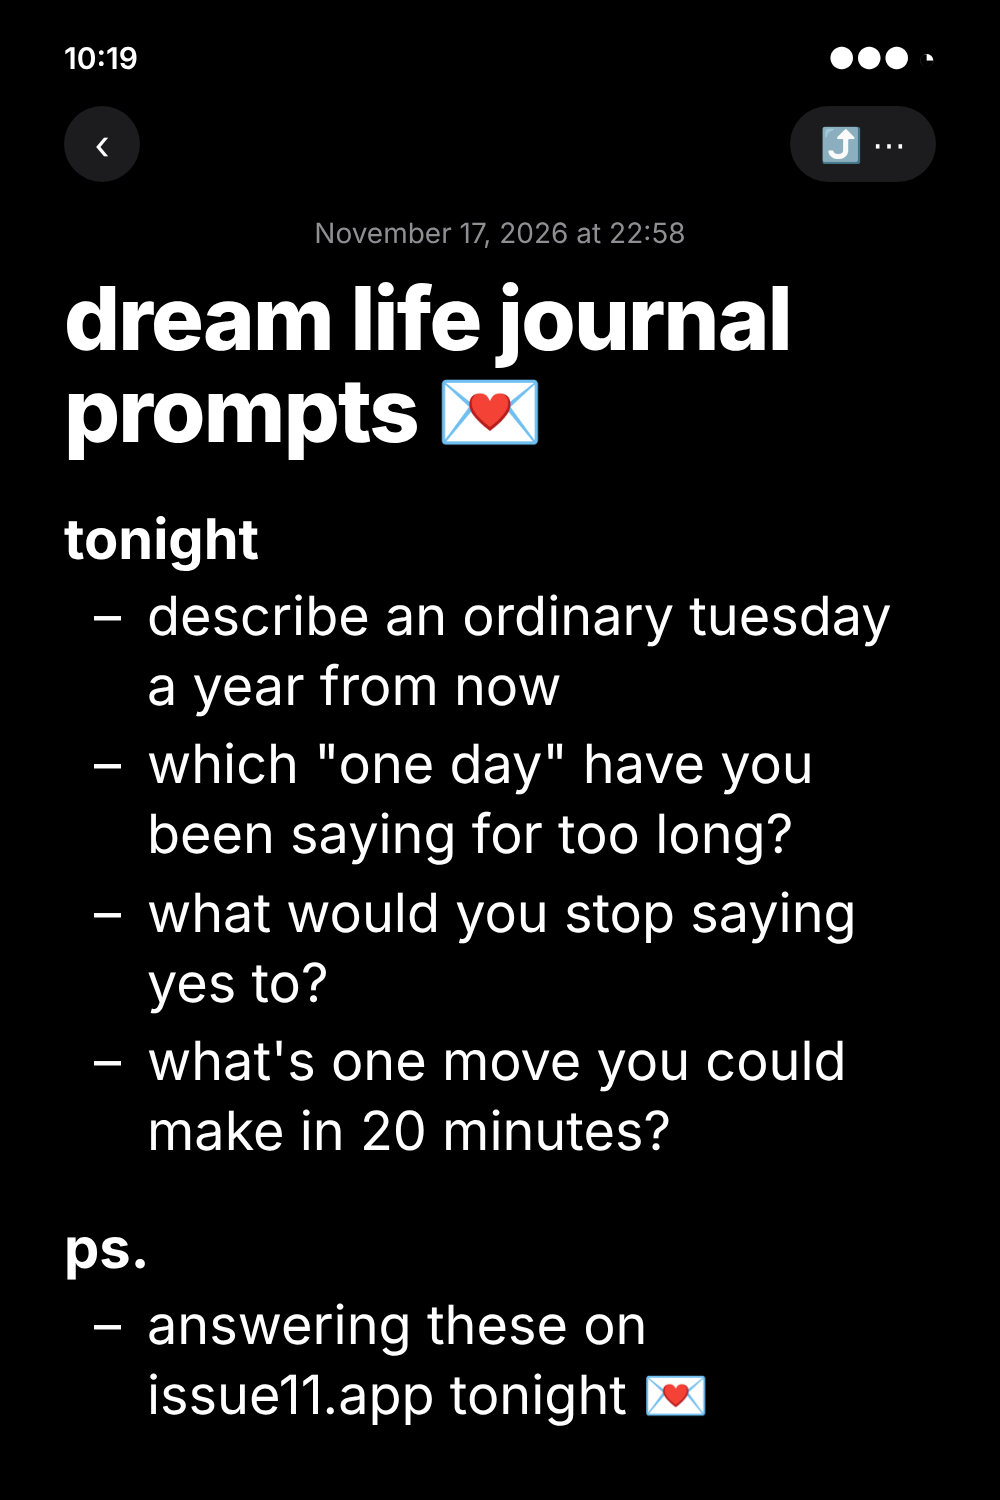 10:19
November 17, 2026 at 22:58
dream life journal
prompts 💌
tonight
– describe an ordinary tuesday
a year from now
– which "one day" have you
been saying for too long?
– what would you stop saying
yes to?
– what's one move you could
make in 20 minutes?
ps.
– answering these on
issue11.app tonight 💌